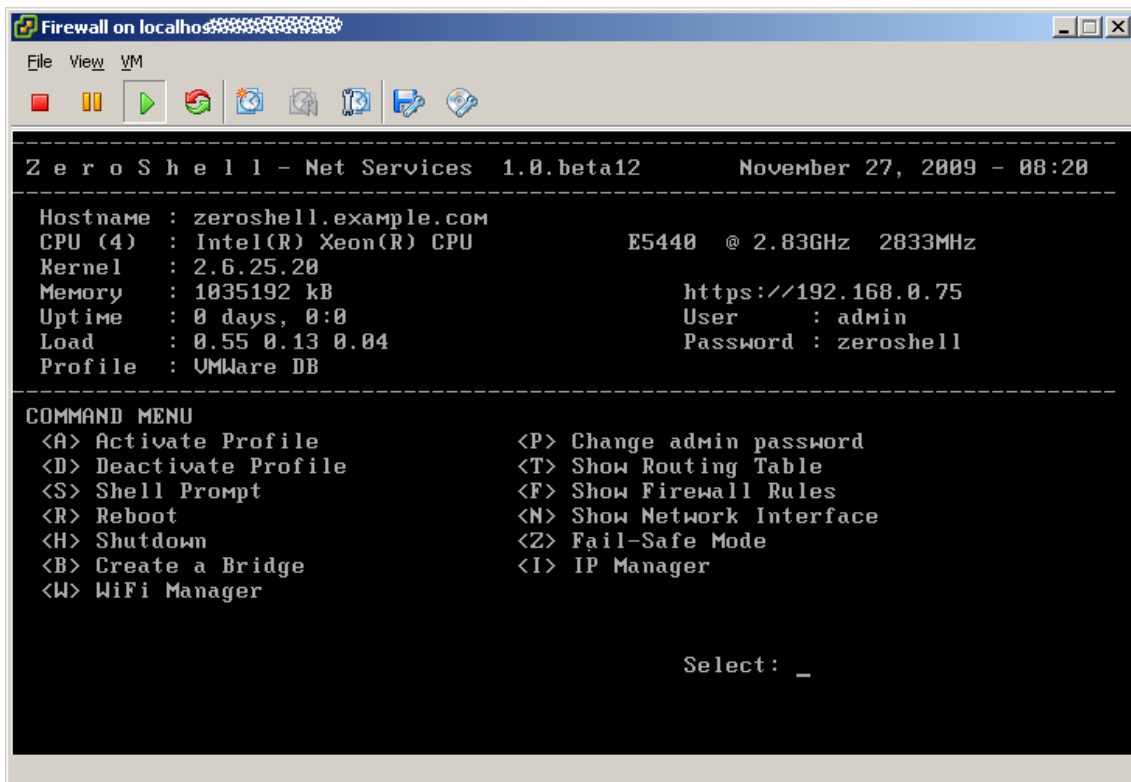 Firewall on localhos
File View VM
Z e r o S h e l l - Net Services 1.0.beta12 November 27, 2009 - 08:20
Hostname : zeroshell.example.com
CPU (4) : Intel(R) Xeon(R) CPU E5440 @ 2.83GHz 2833MHz
Kernel : 2.6.25.20
Memory : 1035192 kB https://192.168.0.75
Uptime : 0 days, 0:0 User : admin
Load : 0.55 0.13 0.04 Password : zeroshell
Profile : VMWare DB
COMMAND MENU
<A> Activate Profile <P> Change admin password
<D> Deactivate Profile <T> Show Routing Table
<S> Shell Prompt <F> Show Firewall Rules
<R> Reboot <N> Show Network Interface
<H> Shutdown <Z> Fail-Safe Mode
<B> Create a Bridge <I> IP Manager
<W> WiFi Manager
Select: _